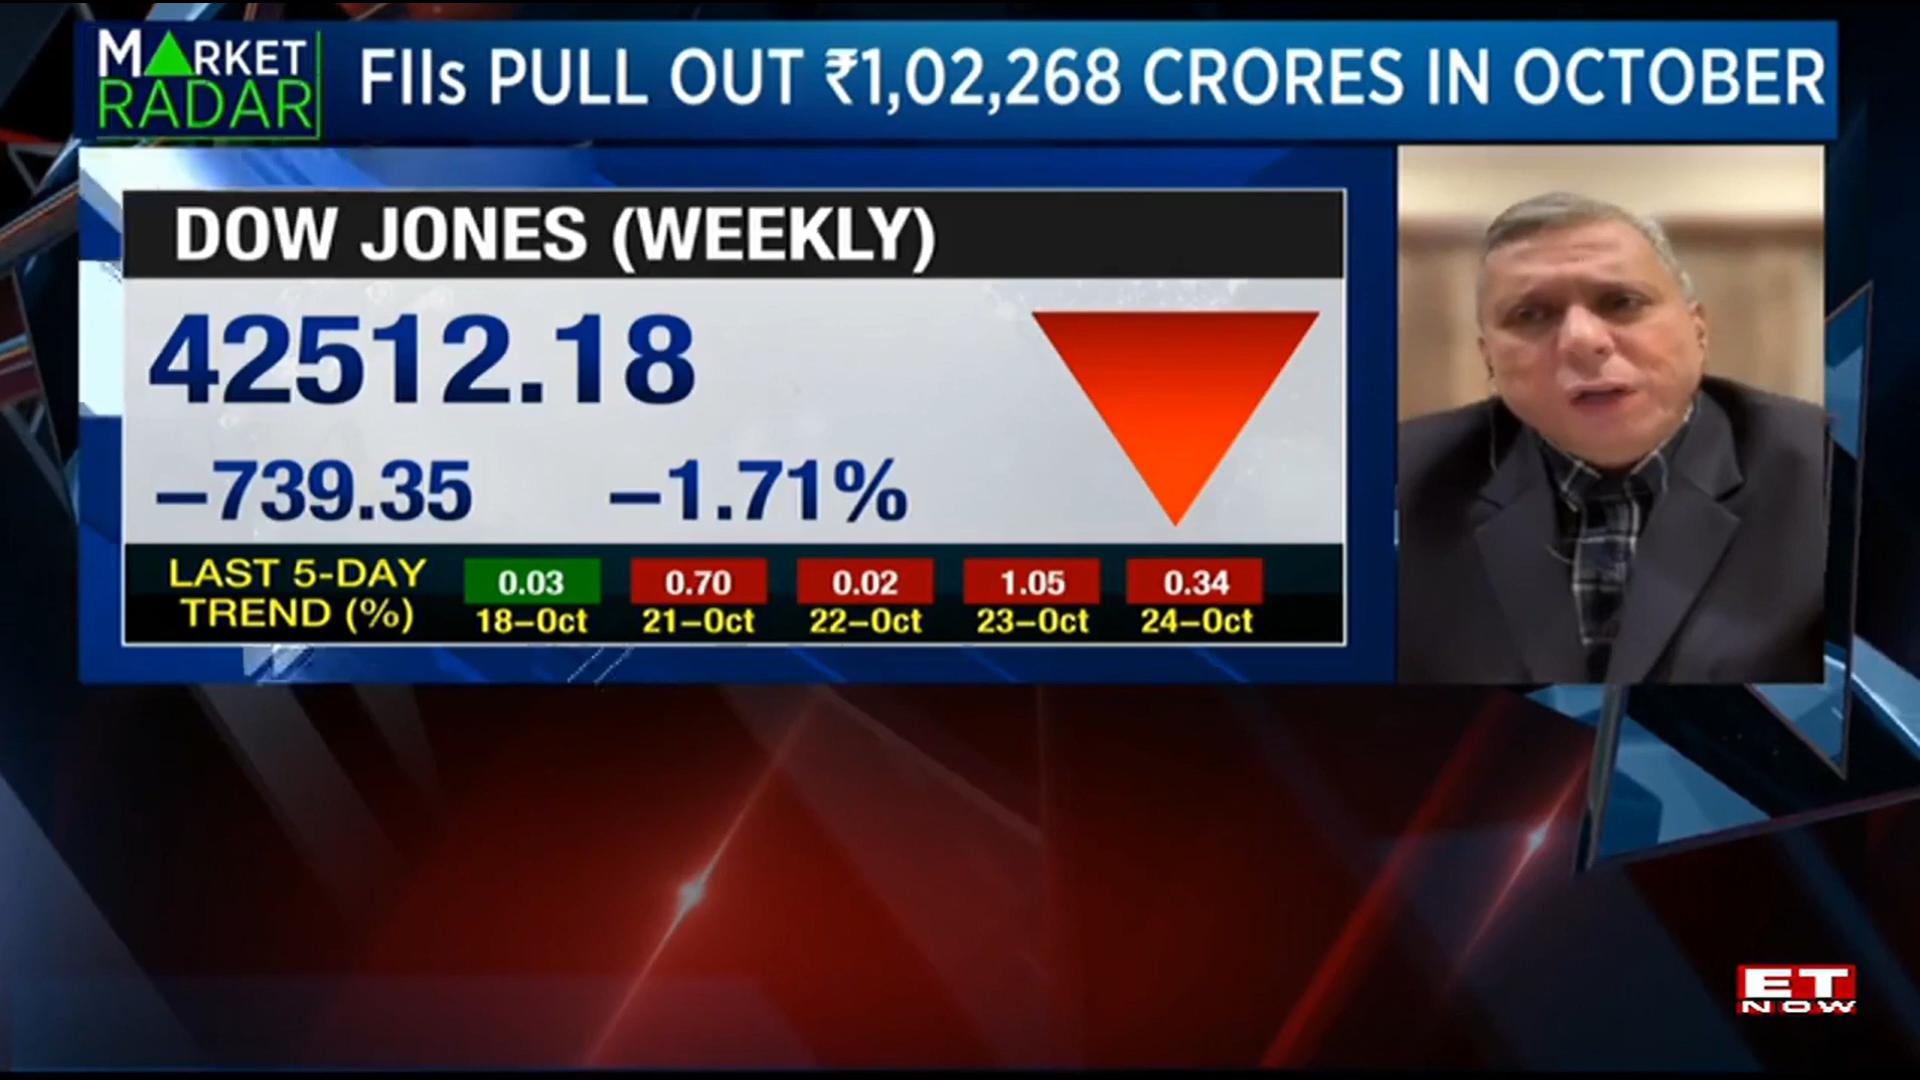 MARKET
RADAR
FIIs PULL OUT ₹1,02,268 CRORES IN OCTOBER
DOW JONES (WEEKLY)
42512.18
–739.35 –1.71%
LAST 5-DAY
TREND (%)
0.03 0.70 0.02 1.05 0.34
18–Oct 21–Oct 22–Oct 23–Oct 24–Oct
ET
NOW